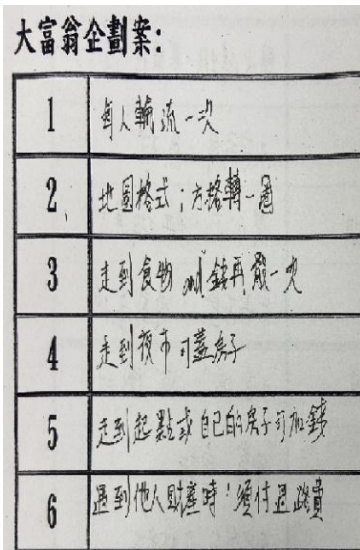 大富翁企劃案:
1 每人輪流一次
2 地圖格式；方格轉一圈
3 走到食物 and 錢再骰一次
4 走到夜市可蓋房子
5 走到起點或自己的房子可加錢
6 遇到他人財產時：須付過路費